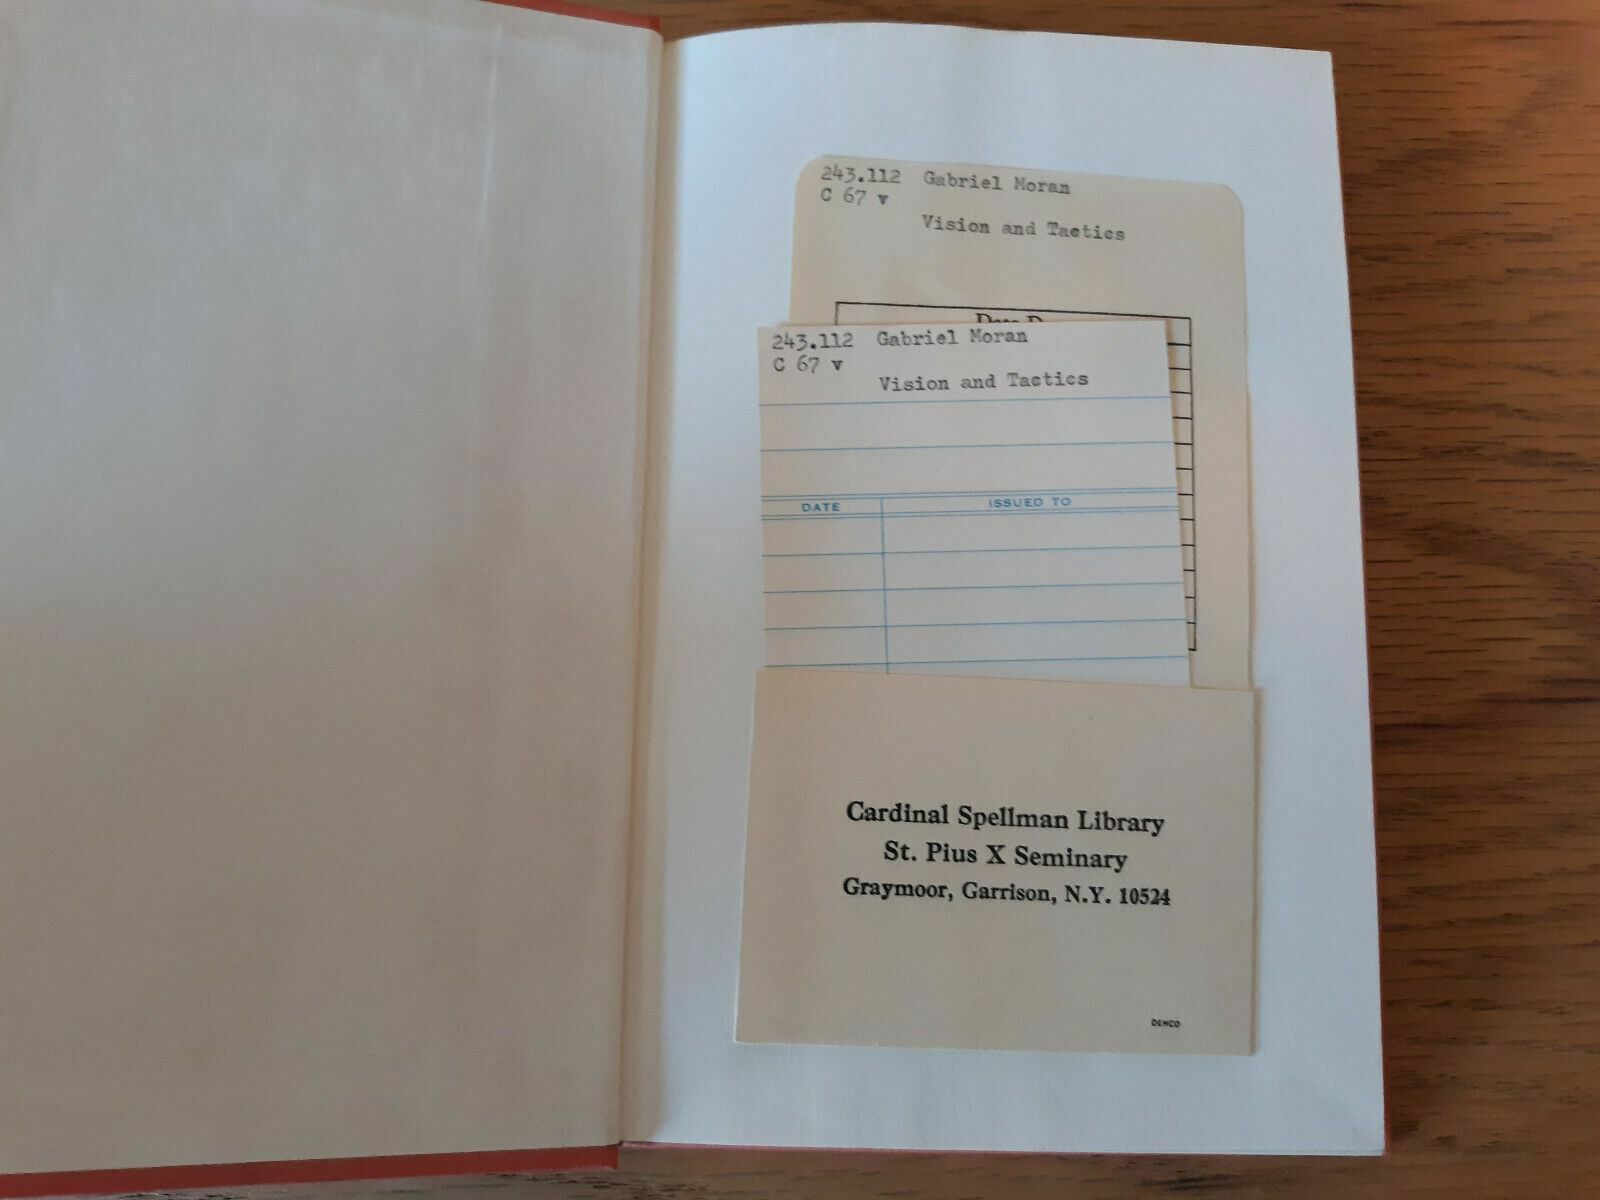 243.112 Gabriel Moran
C 67 v
Vision and Tactics
243.112 Gabriel Moran
C 67 v
Vision and Tactics
DATE ISSUED TO
Cardinal Spellman Library
St. Pius X Seminary
Graymoor, Garrison, N.Y. 10524
DEMCO